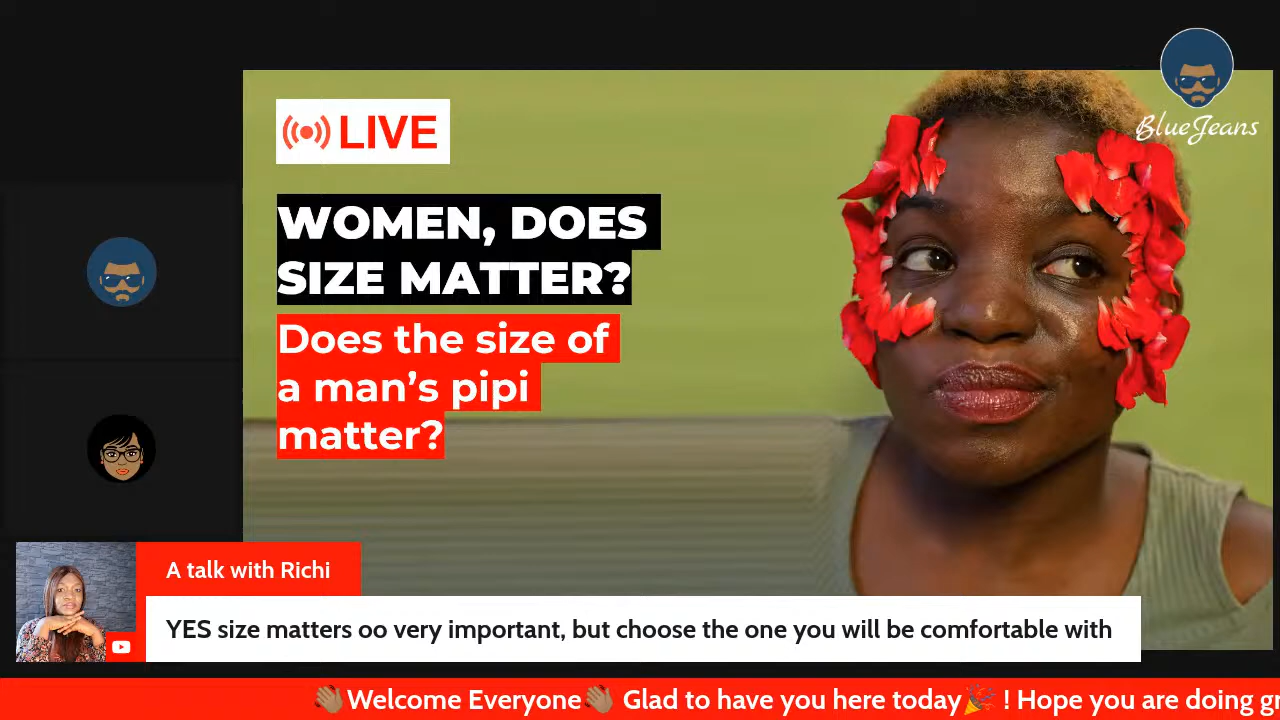 BlueJeans
LIVE
WOMEN, DOES
SIZE MATTER?
Does the size of
a man's pipi
matter?
A talk with Richi
YES size matters oo very important, but choose the one you will be comfortable with
👋🏽Welcome Everyone👋🏽 Glad to have you here today🎉 ! Hope you are doing gr